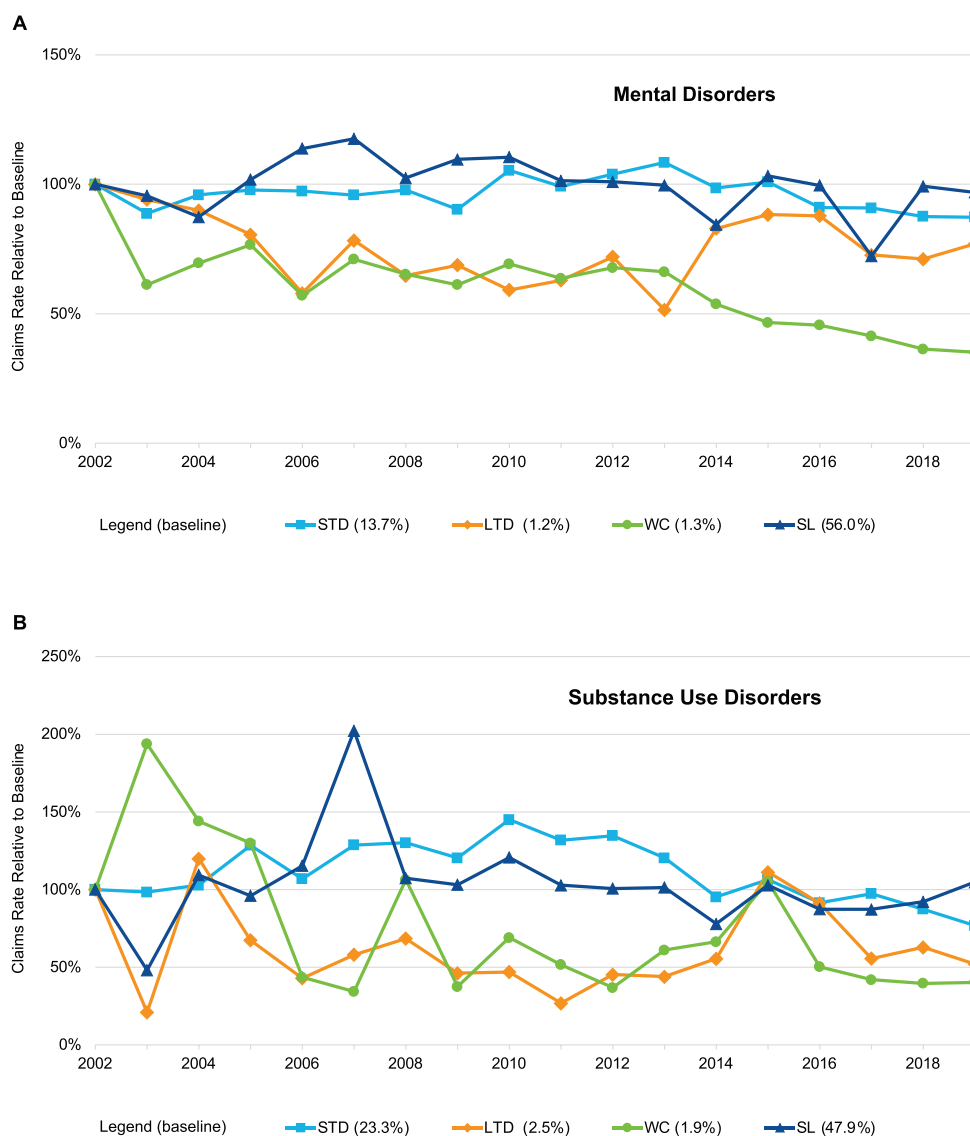 A
150%
Mental Disorders
100%
50%
0%
Claims Rate Relative to Baseline
2002 2004 2006 2008 2010 2012 2014 2016 2018
Legend (baseline) STD (13.7%) LTD (1.2%) WC (1.3%) SL (56.0%)
B
250%
Substance Use Disorders
200%
150%
100%
50%
0%
Claims Rate Relative to Baseline
2002 2004 2006 2008 2010 2012 2014 2016 2018
Legend (baseline) STD (23.3%) LTD (2.5%) WC (1.9%) SL (47.9%)